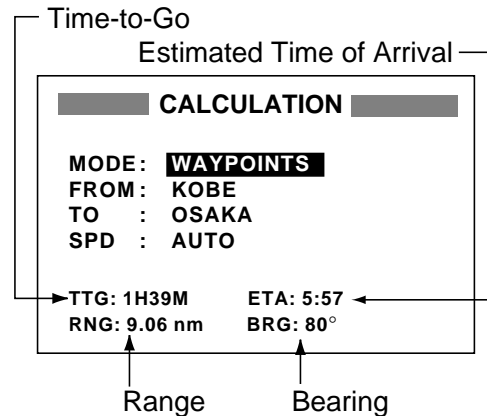 Time-to-Go
Estimated Time of Arrival
CALCULATION
MODE: WAYPOINTS
FROM: KOBE
TO : OSAKA
SPD : AUTO
TTG: 1H39M ETA: 5:57
RNG: 9.06 nm BRG: 80°
Range Bearing